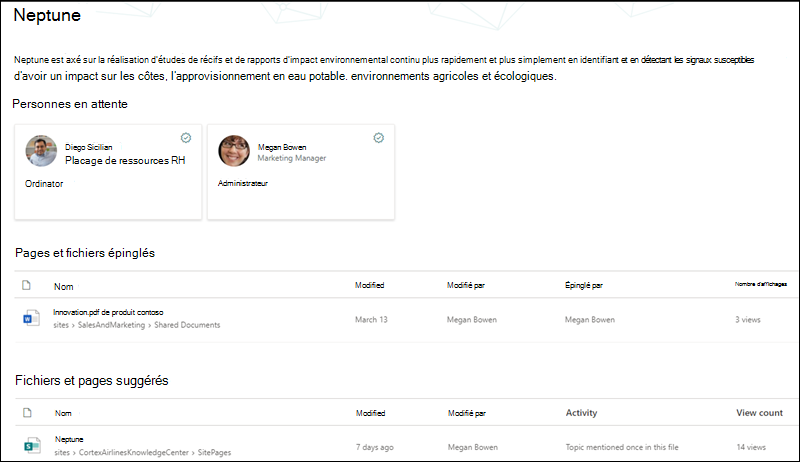 Neptune
Neptune est axé sur la réalisation d'études de récifs et de rapports d'impact environnemental continu plus rapidement et plus simplement en identifiant et en détectant les signaux susceptibles
d'avoir un impact sur les côtes, l'approvisionnement en eau potable. environnements agricoles et écologiques.
Personnes en attente
Diego Sicilian
Placage de ressources RH
Ordinator
Megan Bowen
Marketing Manager
Administrateur
Pages et fichiers épinglés
Nom Modified Modifié par Épinglé par Nombre d'affichages
Innovation.pdf de produit contoso
sites › SalesAndMarketing › Shared Documents March 13 Megan Bowen Megan Bowen 3 views
Fichiers et pages suggérés
Nom Modified Modifié par Activity View count
Neptune
sites › CortexAirlinesKnowledgeCenter › SitePages 7 days ago Megan Bowen Topic mentioned once in this file 14 views